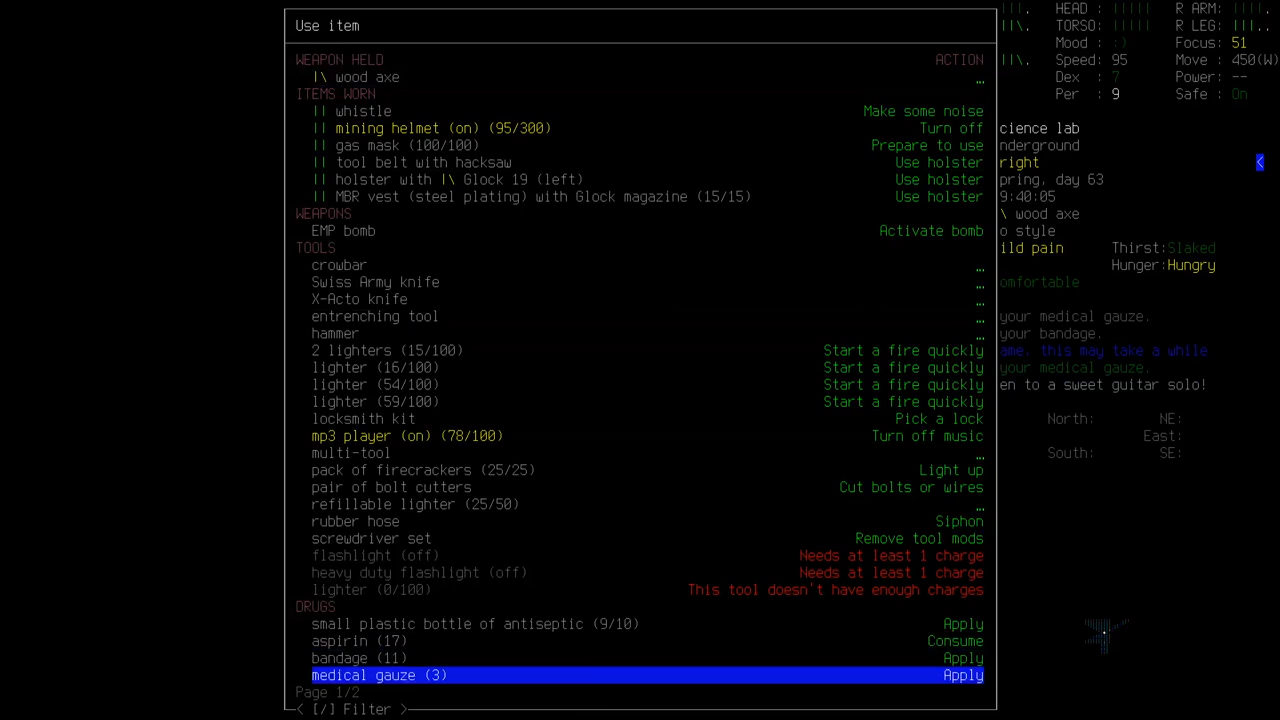 Use item
WEAPON HELD ACTION
|\ wood axe …
ITEMS WORN
|| whistle Make some noise
|| mining helmet (on) (95/300) Turn off
|| gas mask (100/100) Prepare to use
|| tool belt with hacksaw Use holster
|| holster with |\ Glock 19 (left) Use holster
|| MBR vest (steel plating) with Glock magazine (15/15) Use holster
WEAPONS
EMP bomb Activate bomb
TOOLS
crowbar …
Swiss Army knife …
X-Acto knife …
entrenching tool …
hammer …
2 lighters (15/100) Start a fire quickly
lighter (16/100) Start a fire quickly
lighter (54/100) Start a fire quickly
lighter (59/100) Start a fire quickly
locksmith kit Pick a lock
mp3 player (on) (78/100) Turn off music
multi-tool …
pack of firecrackers (25/25) Light up
pair of bolt cutters Cut bolts or wires
refillable lighter (25/50) …
rubber hose Siphon
screwdriver set Remove tool mods
flashlight (off) Needs at least 1 charge
heavy duty flashlight (off) Needs at least 1 charge
lighter (0/100) This tool doesn't have enough charges
DRUGS
small plastic bottle of antiseptic (9/10) Apply
aspirin (17) Consume
bandage (11) Apply
medical gauze (3) Apply
Page 1/2
< [/] Filter >
||. HEAD : ||||| R ARM: ||||.
||\. TORSO: ||||| R LEG: |||..
Mood : :) Focus: 51
||\. Speed: 95 Move : 450(W)
Dex : 7 Power: --
Per : 9 Safe : On
cience lab
nderground
right <
pring, day 63
9:40:05
\ wood axe
o style
ild pain Thirst:Slaked
Hunger:Hungry
omfortable
your medical gauze.
your bandage.
ame, this may take a while
your medical gauze.
en to a sweet guitar solo!
North: NE:
East:
South: SE: